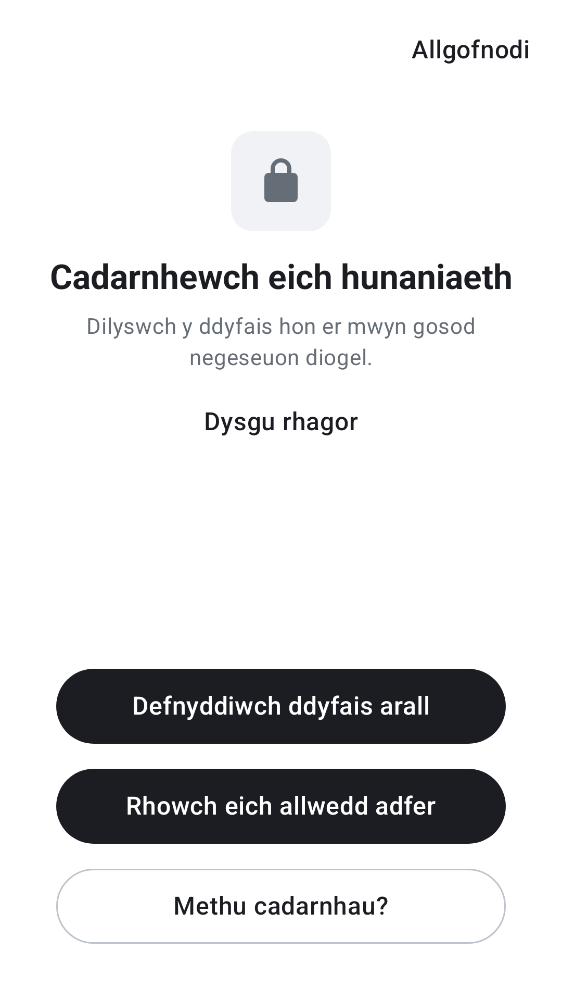 Allgofnodi
Cadarnhewch eich hunaniaeth
Dilyswch y ddyfais hon er mwyn gosod
negeseuon diogel.
Dysgu rhagor
Defnyddiwch ddyfais arall
Rhowch eich allwedd adfer
Methu cadarnhau?